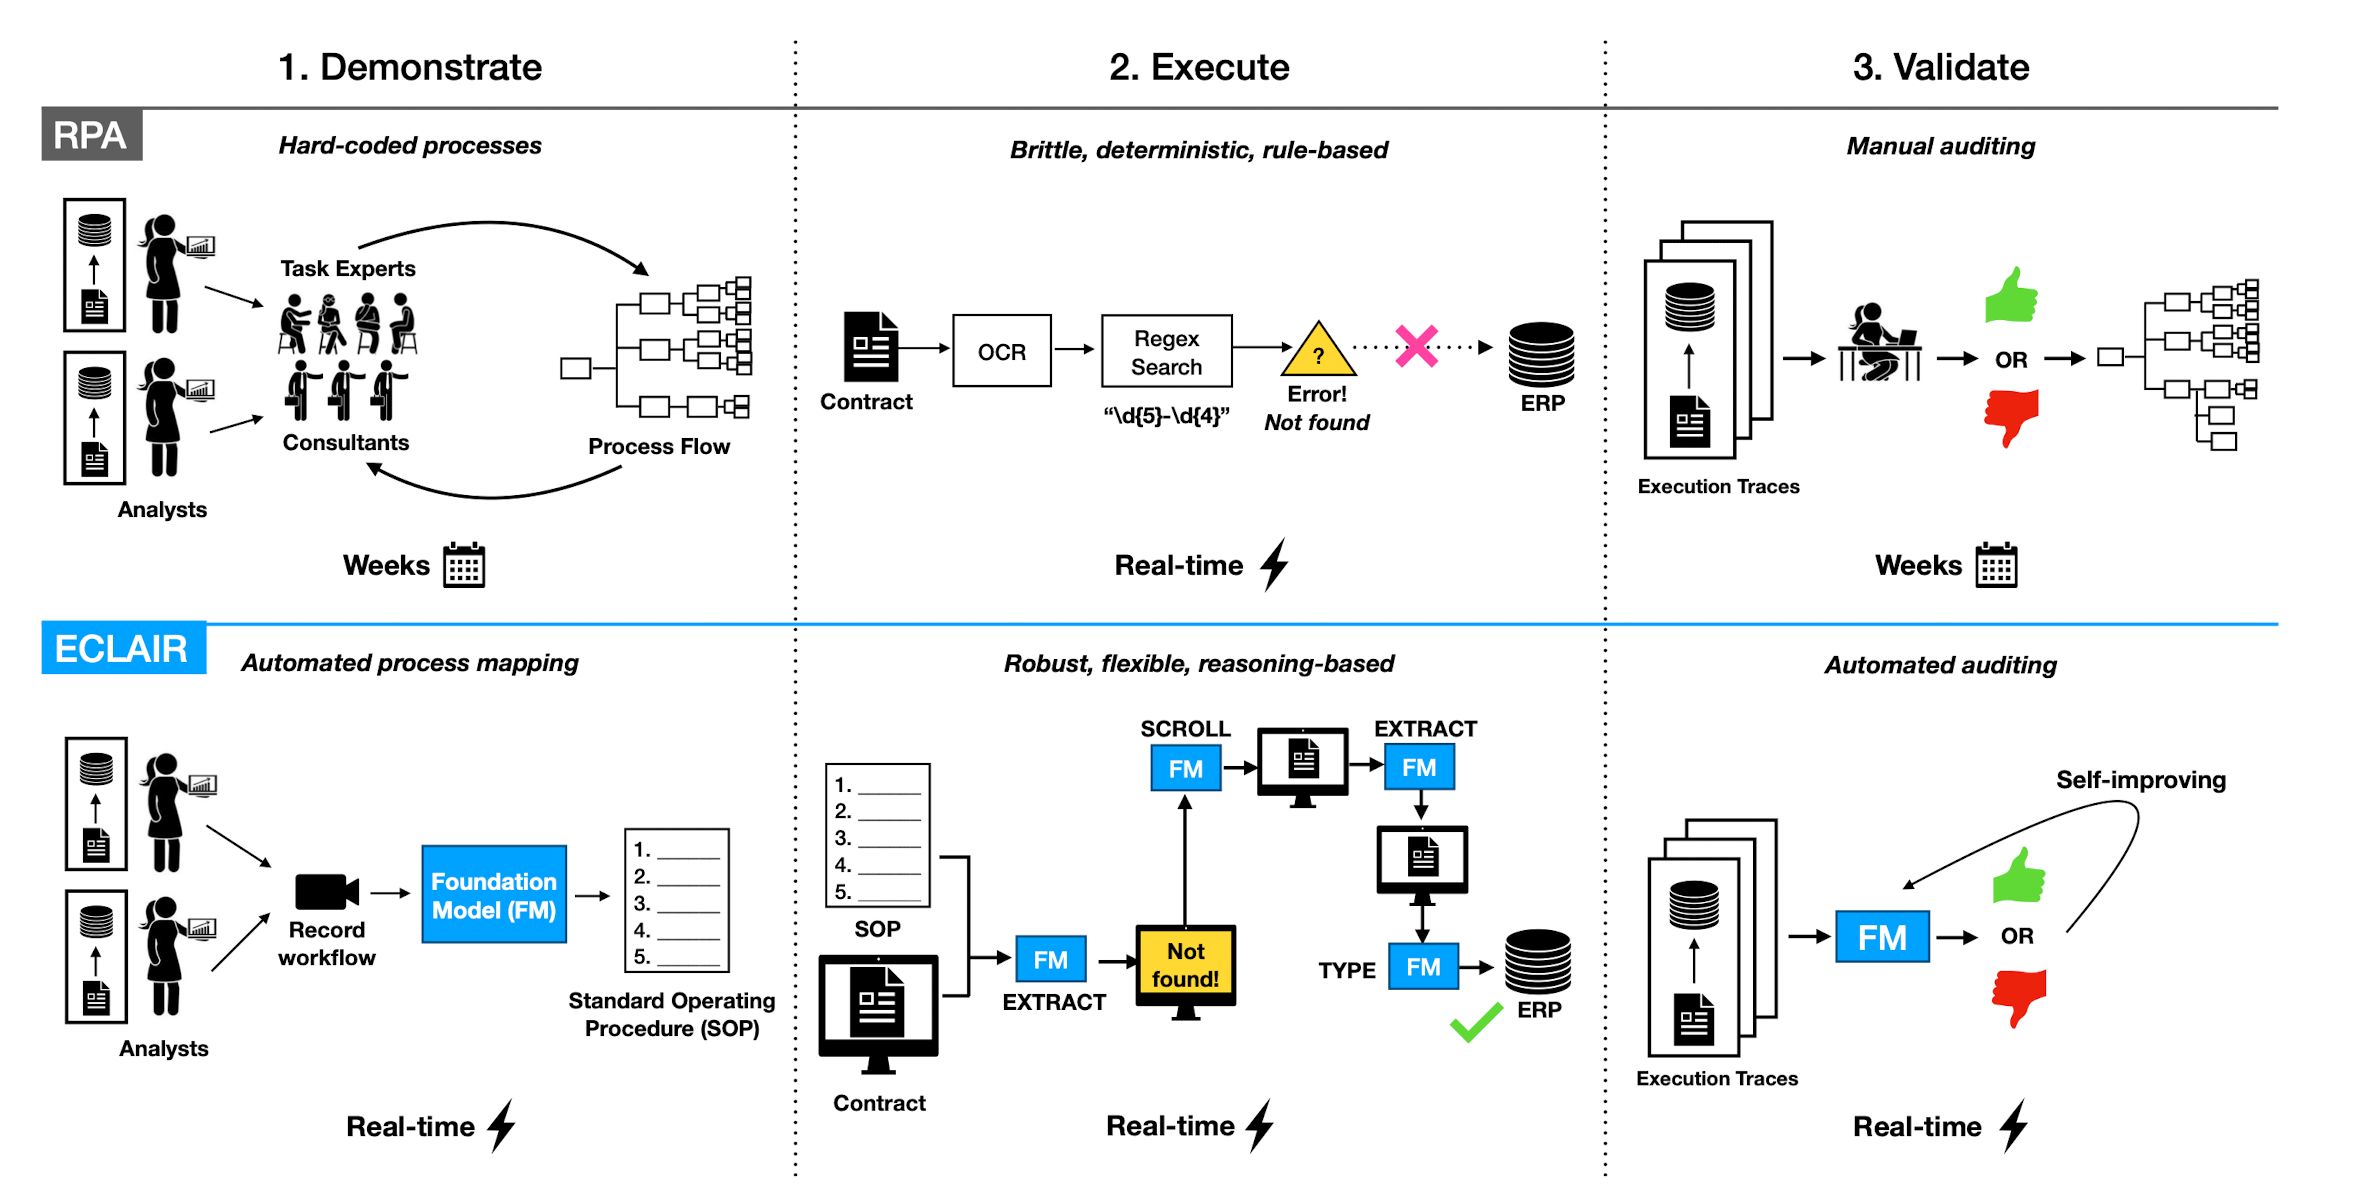 1. Demonstrate
2. Execute
3. Validate
RPA
Hard-coded processes
Task Experts
Consultants
Analysts
Process Flow
Weeks
Brittle, deterministic, rule-based
Contract
OCR
Regex
Search
“\d{5}-\d{4}”
?
Error!
Not found
ERP
Real-time
Manual auditing
Execution Traces
OR
Weeks
ECLAIR
Automated process mapping
Analysts
Record
workflow
Foundation
Model (FM)
1.
2.
3.
4.
5.
Standard Operating
Procedure (SOP)
Real-time
Robust, flexible, reasoning-based
1.
2.
3.
4.
5.
SOP
Contract
FM
EXTRACT
Not
found!
SCROLL
FM
EXTRACT
FM
TYPE
FM
ERP
Real-time
Automated auditing
Self-improving
Execution Traces
FM
OR
Real-time